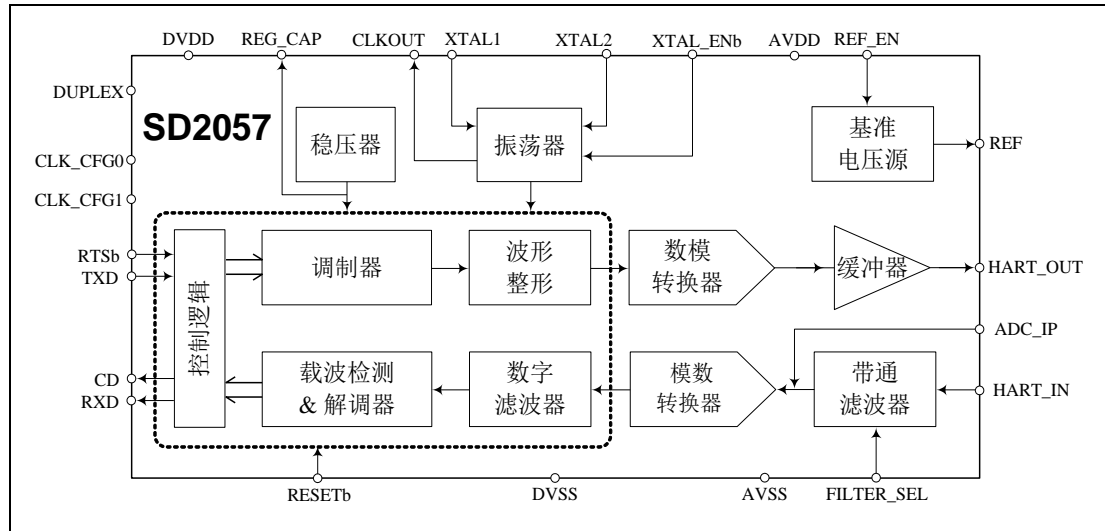 DVDD
REG_CAP
CLKOUT
XTAL1
XTAL2
XTAL_ENb
AVDD
REF_EN
DUPLEX
SD2057
稳压器
振荡器
基准
电压源
REF
CLK_CFG0
CLK_CFG1
RTSb
TXD
控制逻辑
调制器
波形
整形
数模
转换器
缓冲器
HART_OUT
ADC_IP
CD
RXD
载波检测
& 解调器
数字
滤波器
模数
转换器
带通
滤波器
HART_IN
RESETb
DVSS
AVSS
FILTER_SEL